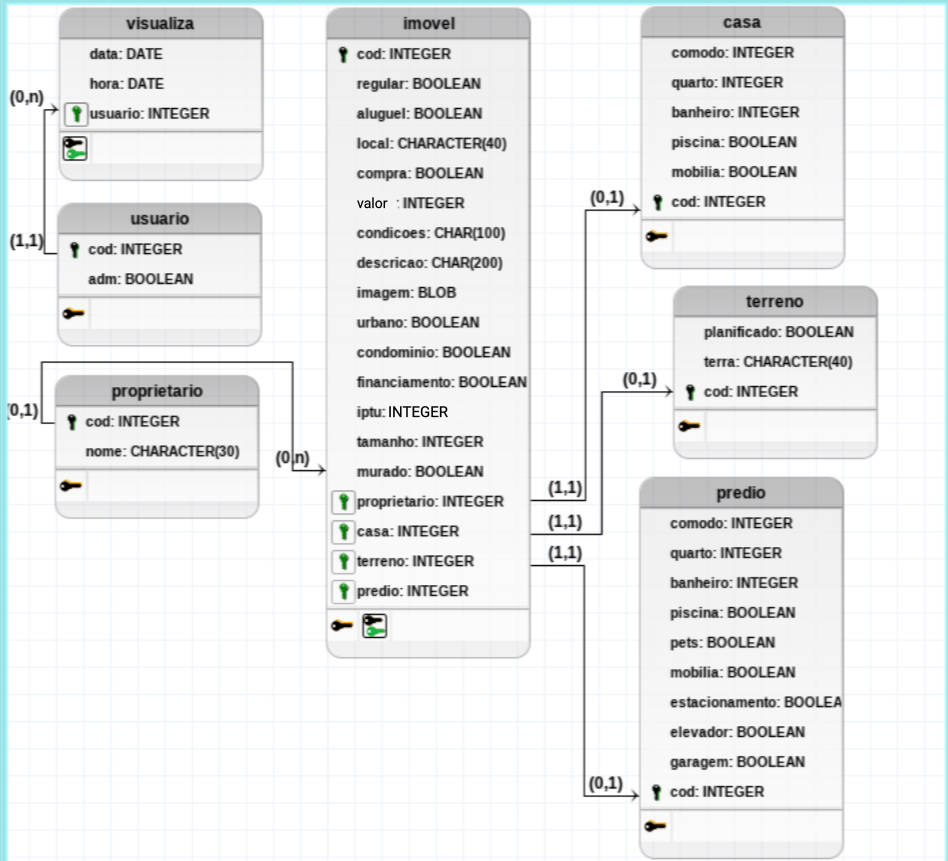 visualiza
data: DATE
hora: DATE
usuario: INTEGER
(0,n)
(1,1)
usuario
cod: INTEGER
adm: BOOLEAN
proprietario
cod: INTEGER
nome: CHARACTER(30)
0,1)
(0,n)
imovel
cod: INTEGER
regular: BOOLEAN
aluguel: BOOLEAN
local: CHARACTER(40)
compra: BOOLEAN
valor : INTEGER
condicoes: CHAR(100)
descricao: CHAR(200)
imagem: BLOB
urbano: BOOLEAN
condominio: BOOLEAN
financiamento: BOOLEAN
iptu: INTEGER
tamanho: INTEGER
murado: BOOLEAN
proprietario: INTEGER
casa: INTEGER
terreno: INTEGER
predio: INTEGER
(1,1)
(1,1)
(1,1)
(0,1)
casa
comodo: INTEGER
quarto: INTEGER
banheiro: INTEGER
piscina: BOOLEAN
mobilia: BOOLEAN
cod: INTEGER
(0,1)
terreno
planificado: BOOLEAN
terra: CHARACTER(40)
cod: INTEGER
(0,1)
predio
comodo: INTEGER
quarto: INTEGER
banheiro: INTEGER
piscina: BOOLEAN
pets: BOOLEAN
mobilia: BOOLEAN
estacionamento: BOOLEA
elevador: BOOLEAN
garagem: BOOLEAN
cod: INTEGER